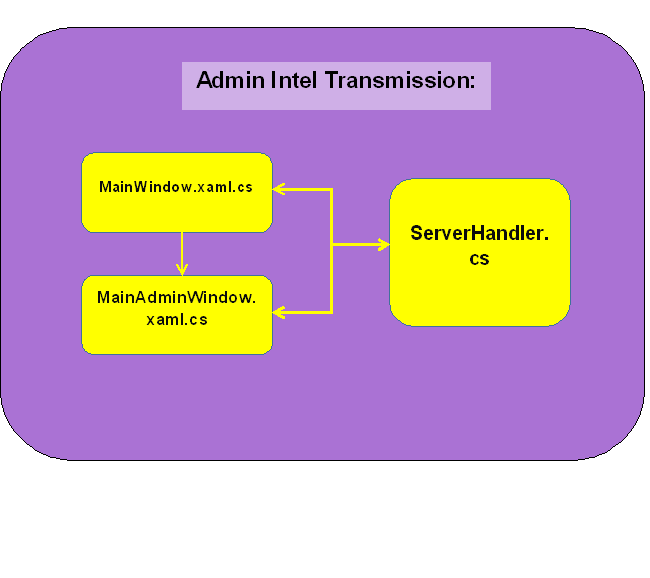 Admin Intel Transmission:
MainWindow.xaml.cs
ServerHandler.
cs
MainAdminWindow.
xaml.cs